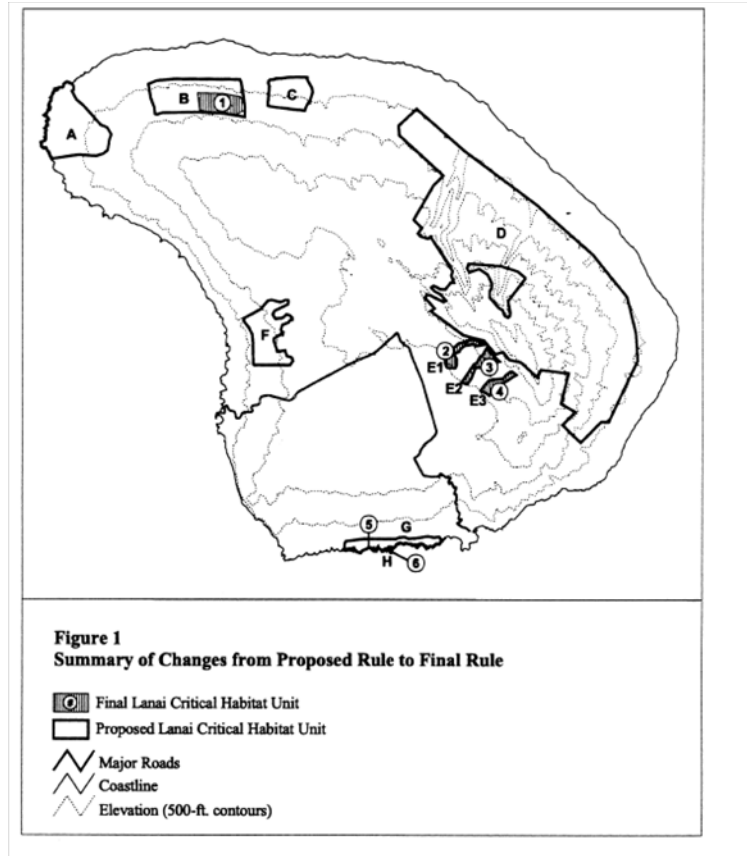 A
B
1
C
D
F
2
E1
3
E2
E3
4
5
G
H
6
Figure 1
Summary of Changes from Proposed Rule to Final Rule
Final Lanai Critical Habitat Unit
Proposed Lanai Critical Habitat Unit
Major Roads
Coastline
Elevation (500-ft. contours)